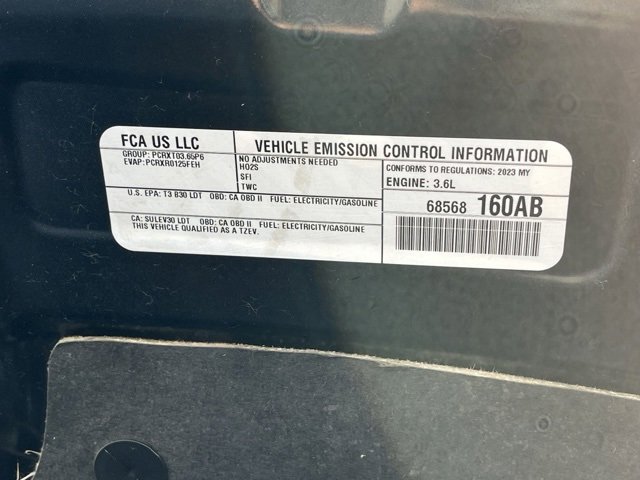 FCA US LLC
GROUP: PCRXT03.65P6
EVAP: PCRXR0125FEH
VEHICLE EMISSION CONTROL INFORMATION
NO ADJUSTMENTS NEEDED
HO2S
SFI
TWC
CONFORMS TO REGULATIONS: 2023 MY
ENGINE: 3.6L
U.S. EPA: T3 B30 LDT OBD: CA OBD II FUEL: ELECTRICITY/GASOLINE
68568 160AB
CA: SULEV30 LDT OBD: CA OBD II FUEL: ELECTRICITY/GASOLINE
THIS VEHICLE QUALIFIED AS A TZEV.